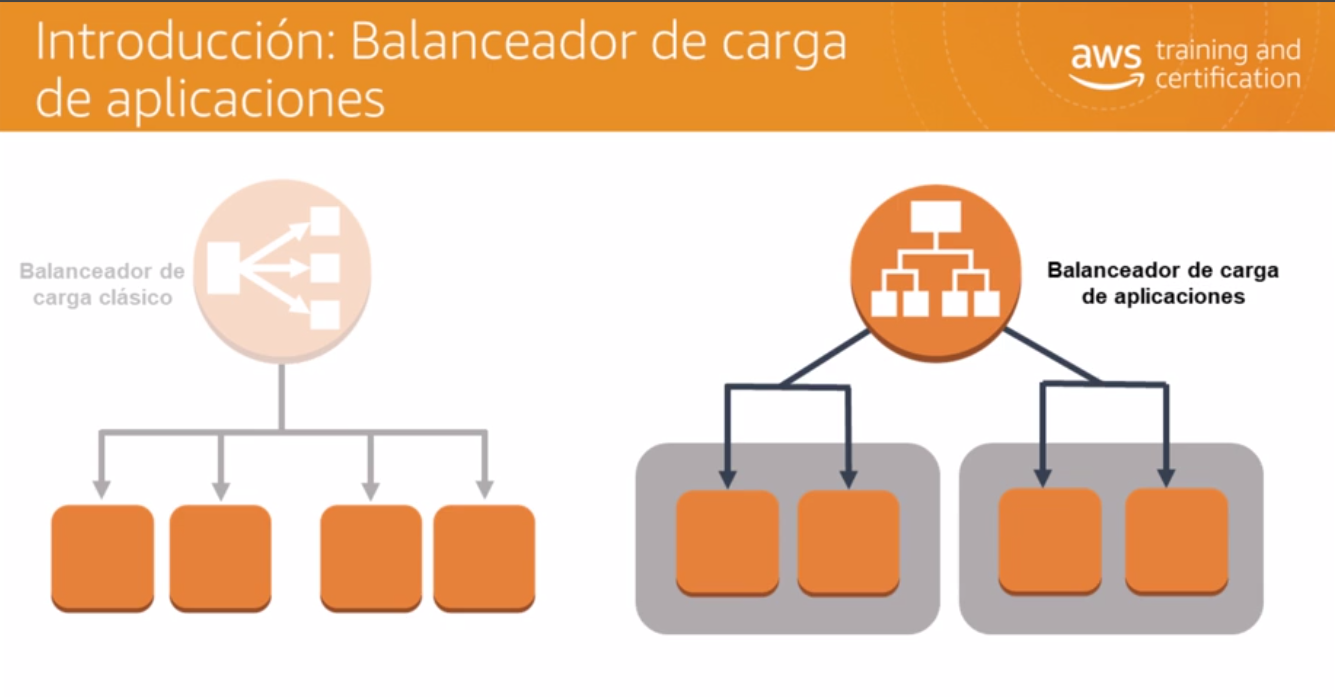 Introducción: Balanceador de carga
de aplicaciones
aws training and
certification
Balanceador de
carga clásico
Balanceador de carga
de aplicaciones